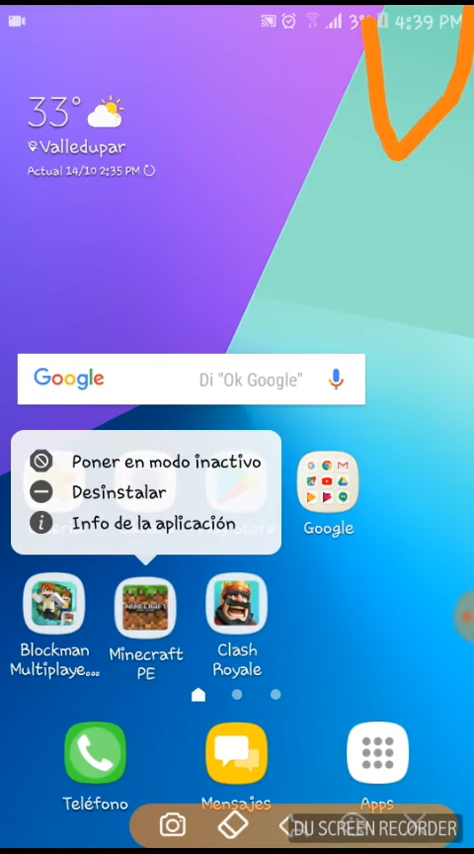 3%
4:39 PM
33°
Valledupar
Actual 14/10 2:35 PM
Google
Di "Ok Google"
Poner en modo inactivo
Desinstalar
Info de la aplicación
Google
Blockman
Multiplaye...
Minecraft
PE
Clash
Royale
Teléfono
Mensajes
Apps
DU SCREEN RECORDER